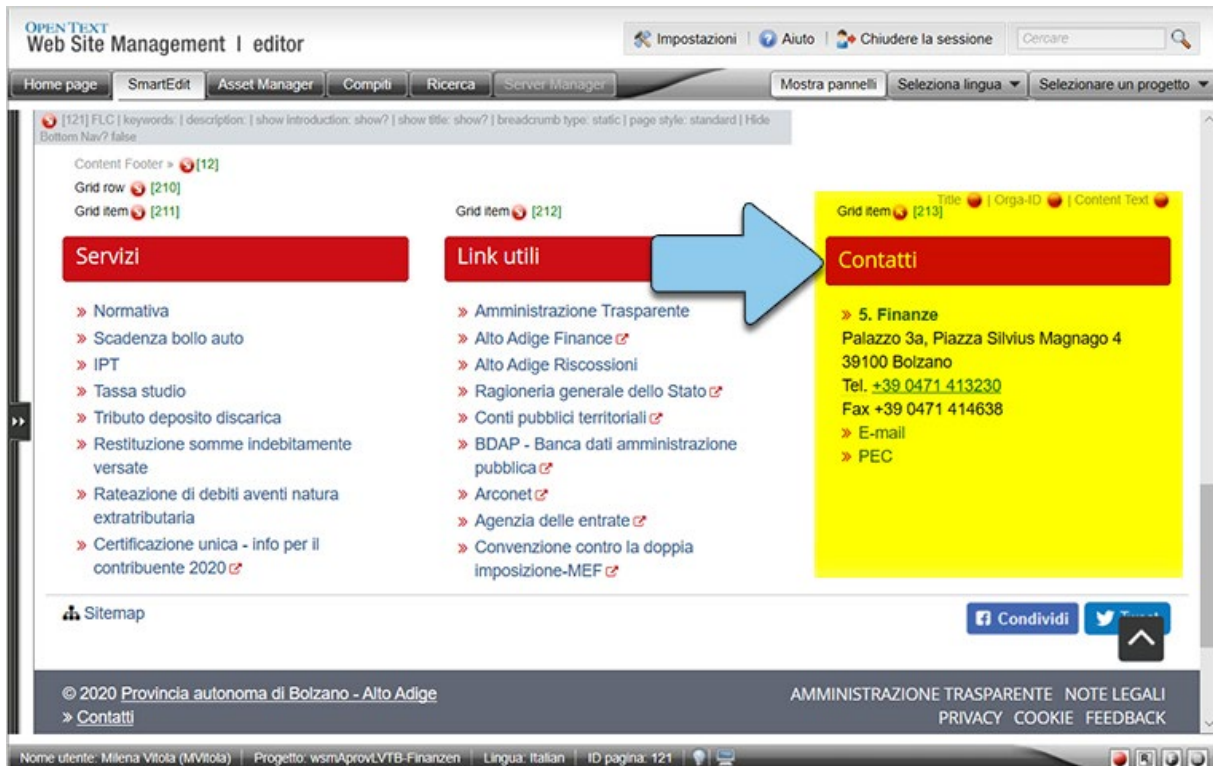 OPENTEXT
Web Site Management | editor
Impostazioni | Aiuto | Chiudere la sessione
Cercare
Home page SmartEdit Asset Manager Compiti Ricerca Server Manager
Mostra pannelli Seleziona lingua Selezionare un progetto
[121] FLC | keywords: | description: | show introduction: show? | show title: show? | breadcrumb type: static | page style: standard | Hide
Bottom Nav? false
Content Footer » [12]
Grid row [210]
Grid item [211]
Servizi
» Normativa
» Scadenza bollo auto
» IPT
» Tassa studio
» Tributo deposito discarica
» Restituzione somme indebitamente
versate
» Rateazione di debiti aventi natura
extratributaria
» Certificazione unica - info per il
contribuente 2020
Grid item [212]
Link utili
» Amministrazione Trasparente
» Alto Adige Finance
» Alto Adige Riscossioni
» Ragioneria generale dello Stato
» Conti pubblici territoriali
» BDAP - Banca dati amministrazione
pubblica
» Arconet
» Agenzia delle entrate
» Convenzione contro la doppia
imposizione-MEF
Title | Orga-ID | Content Text
Grid item [213]
Contatti
» 5. Finanze
Palazzo 3a, Piazza Silvius Magnago 4
39100 Bolzano
Tel. +39 0471 413230
Fax +39 0471 414638
» E-mail
» PEC
Sitemap
Condividi
© 2020 Provincia autonoma di Bolzano - Alto Adige
» Contatti
AMMINISTRAZIONE TRASPARENTE NOTE LEGALI
PRIVACY COOKIE FEEDBACK
Nome utente: Milena Vitola (MVitola) | Progetto: wsmAprovLVTB-Finanzen | Lingua: Italian | ID pagina: 121
R